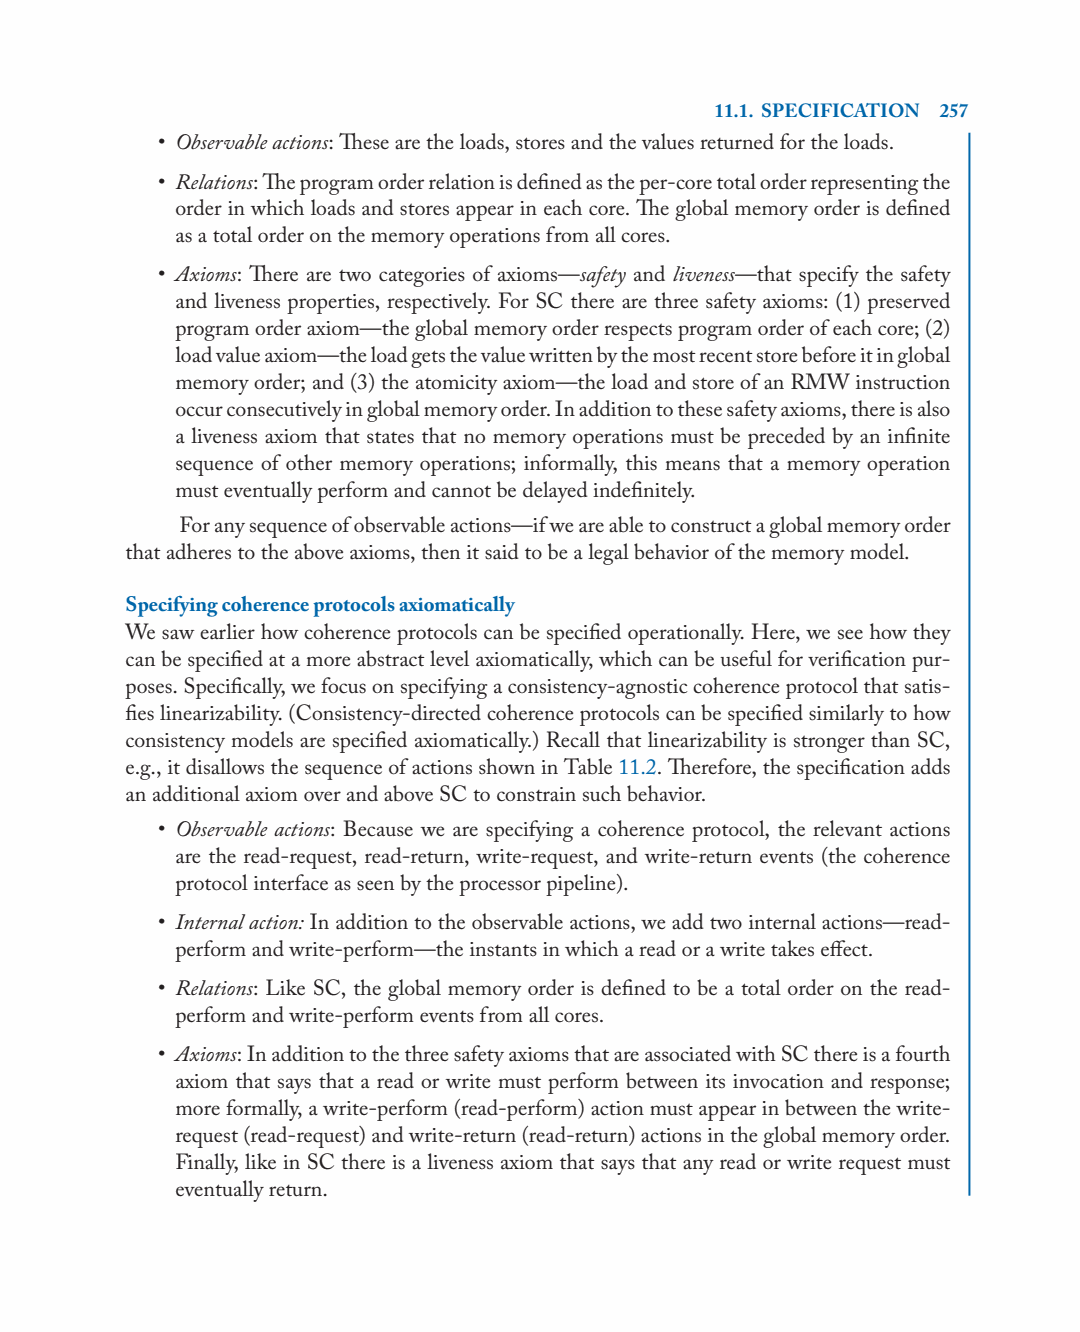 11.1. SPECIFICATION 257
• Observable actions: These are the loads, stores and the values returned for the loads.
• Relations: The program order relation is defined as the per-core total order representing the
order in which loads and stores appear in each core. The global memory order is defined
as a total order on the memory operations from all cores.
• Axioms: There are two categories of axioms—safety and liveness—that specify the safety
and liveness properties, respectively. For SC there are three safety axioms: (1) preserved
program order axiom—the global memory order respects program order of each core; (2)
load value axiom—the load gets the value written by the most recent store before it in global
memory order; and (3) the atomicity axiom—the load and store of an RMW instruction
occur consecutively in global memory order. In addition to these safety axioms, there is also
a liveness axiom that states that no memory operations must be preceded by an infinite
sequence of other memory operations; informally, this means that a memory operation
must eventually perform and cannot be delayed indefinitely.
For any sequence of observable actions—if we are able to construct a global memory order
that adheres to the above axioms, then it said to be a legal behavior of the memory model.
Specifying coherence protocols axiomatically
We saw earlier how coherence protocols can be specified operationally. Here, we see how they
can be specified at a more abstract level axiomatically, which can be useful for verification pur-
poses. Specifically, we focus on specifying a consistency-agnostic coherence protocol that satis-
fies linearizability. (Consistency-directed coherence protocols can be specified similarly to how
consistency models are specified axiomatically.) Recall that linearizability is stronger than SC,
e.g., it disallows the sequence of actions shown in Table 11.2. Therefore, the specification adds
an additional axiom over and above SC to constrain such behavior.
• Observable actions: Because we are specifying a coherence protocol, the relevant actions
are the read-request, read-return, write-request, and write-return events (the coherence
protocol interface as seen by the processor pipeline).
• Internal action: In addition to the observable actions, we add two internal actions—read-
perform and write-perform—the instants in which a read or a write takes effect.
• Relations: Like SC, the global memory order is defined to be a total order on the read-
perform and write-perform events from all cores.
• Axioms: In addition to the three safety axioms that are associated with SC there is a fourth
axiom that says that a read or write must perform between its invocation and response;
more formally, a write-perform (read-perform) action must appear in between the write-
request (read-request) and write-return (read-return) actions in the global memory order.
Finally, like in SC there is a liveness axiom that says that any read or write request must
eventually return.